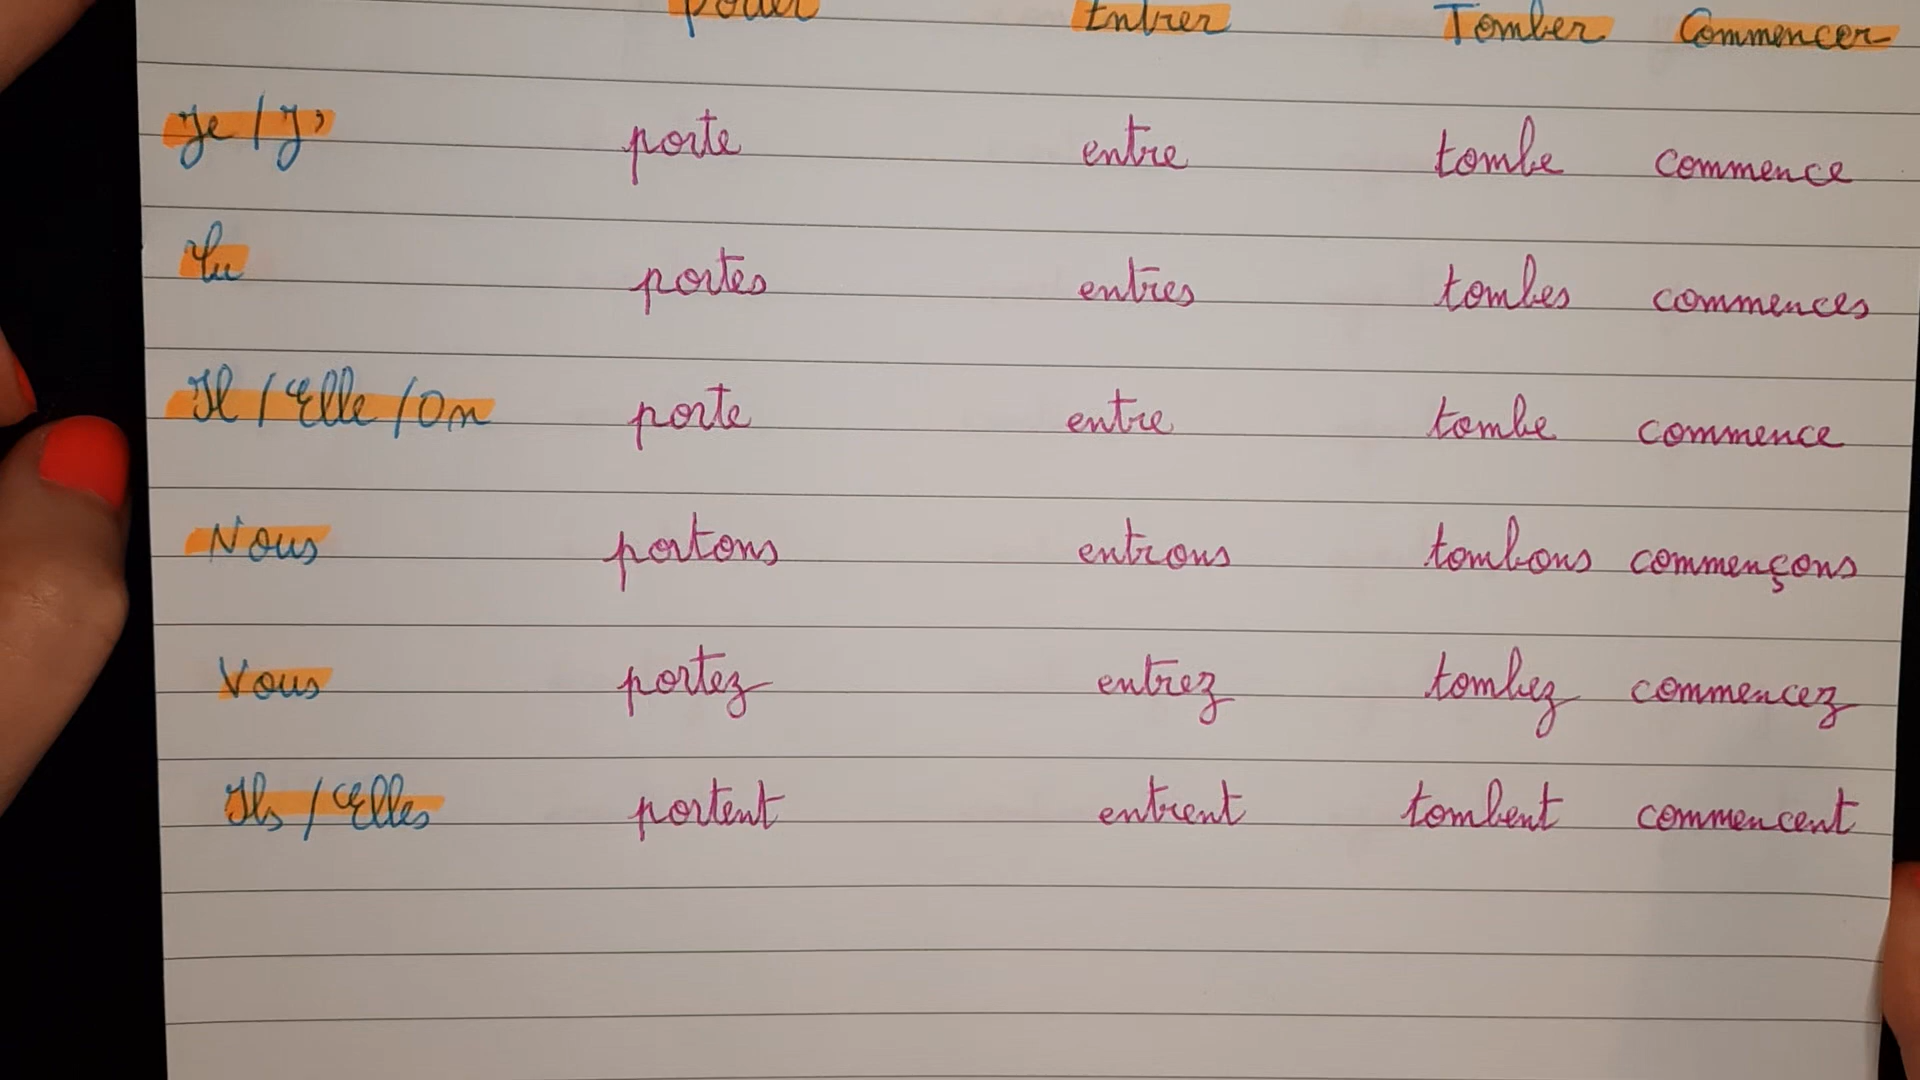 Porter Entrer Tomber Commencer
Je / J' porte entre tombe commence
Tu portes entres tombes commences
Il / Elle / On porte entre tombe commence
Nous portons entrons tombons commençons
Vous portez entrez tombez commencez
Ils / Elles portent entrent tombent commencent